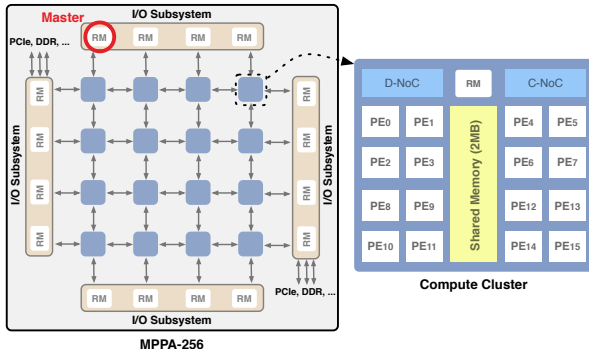 Master
I/O Subsystem
PCIe, DDR, ...
RM RM RM RM
I/O Subsystem
RM
RM
RM
RM
RM
RM
RM
RM
I/O Subsystem
PCIe, DDR, ...
RM RM RM RM
I/O Subsystem
MPPA-256
D-NoC RM C-NoC
PE0 PE1 PE4 PE5
PE2 PE3 PE6 PE7
PE8 PE9 PE12 PE13
PE10 PE11 PE14 PE15
Shared Memory (2MB)
Compute Cluster